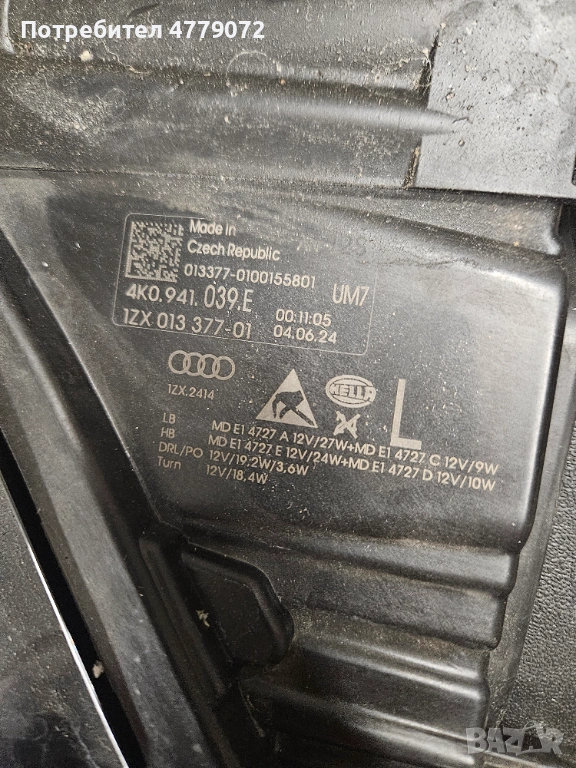 Потребител 4779072
Made in
Czech Republic
013377-0100155801
4K0.941.039.E UM7
1ZX 013 377-01 00:11:05
04.06.24
1ZX.2414
HELLA
24
L
LB MD E1 4727 A 12V/27W+MD E1 4727 C 12V/9W
HB MD E1 4727 E 12V/24W+MD E1 4727 D 12V/10W
DRL/PO 12V/19,2W/3,6W
Turn 12V/18,4W
BAZAR